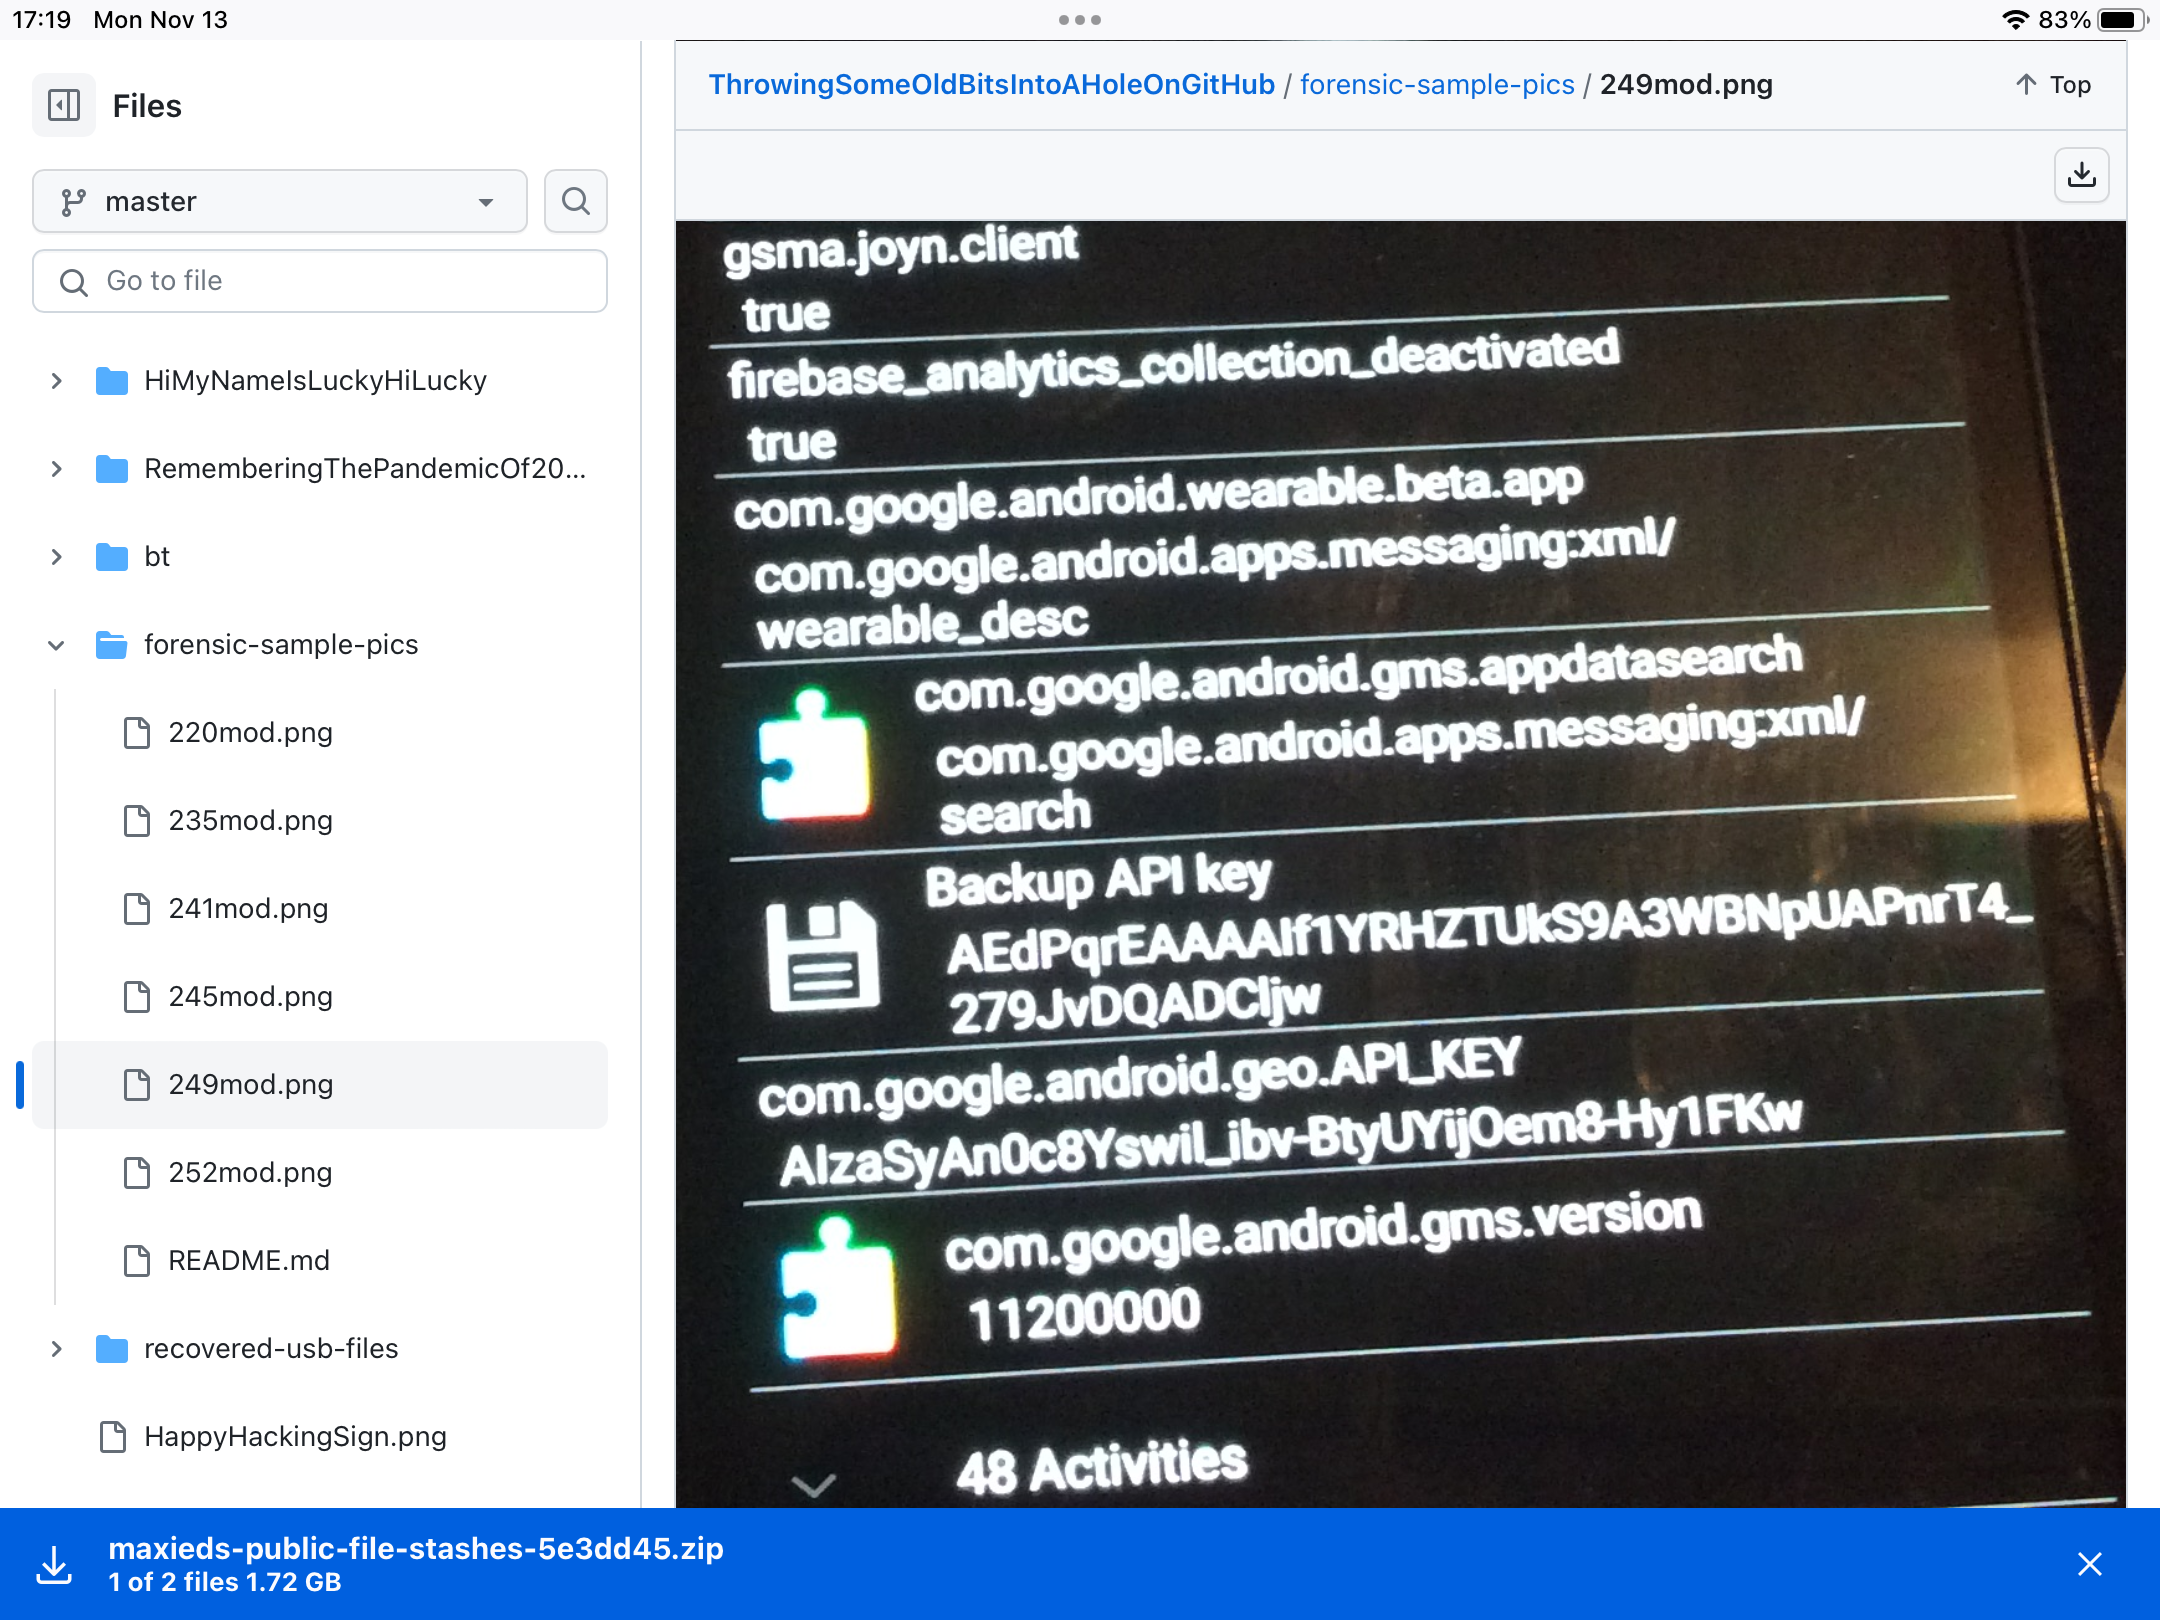 17:19 Mon Nov 13
83%
Files
master
Go to file
HiMyNameIsLuckyHiLucky
RememberingThePandemicOf20...
bt
forensic-sample-pics
220mod.png
235mod.png
241mod.png
245mod.png
249mod.png
252mod.png
README.md
recovered-usb-files
HappyHackingSign.png
ThrowingSomeOldBitsIntoAHoleOnGitHub / forensic-sample-pics / 249mod.png
Top
gsma.joyn.client
true
firebase_analytics_collection_deactivated
true
com.google.android.wearable.beta.app
com.google.android.apps.messaging:xml/
wearable_desc
com.google.android.gms.appdatasearch
com.google.android.apps.messaging:xml/
search
Backup API key
AEdPqrEAAAAIf1YRHZTUkS9A3WBNpUAPnrT4_
279JvDQADCljw
com.google.android.geo.API_KEY
AIzaSyAn0c8Yswil_ibv-BtyUYijOem8-Hy1FKw
com.google.android.gms.version
11200000
48 Activities
maxieds-public-file-stashes-5e3dd45.zip
1 of 2 files 1.72 GB